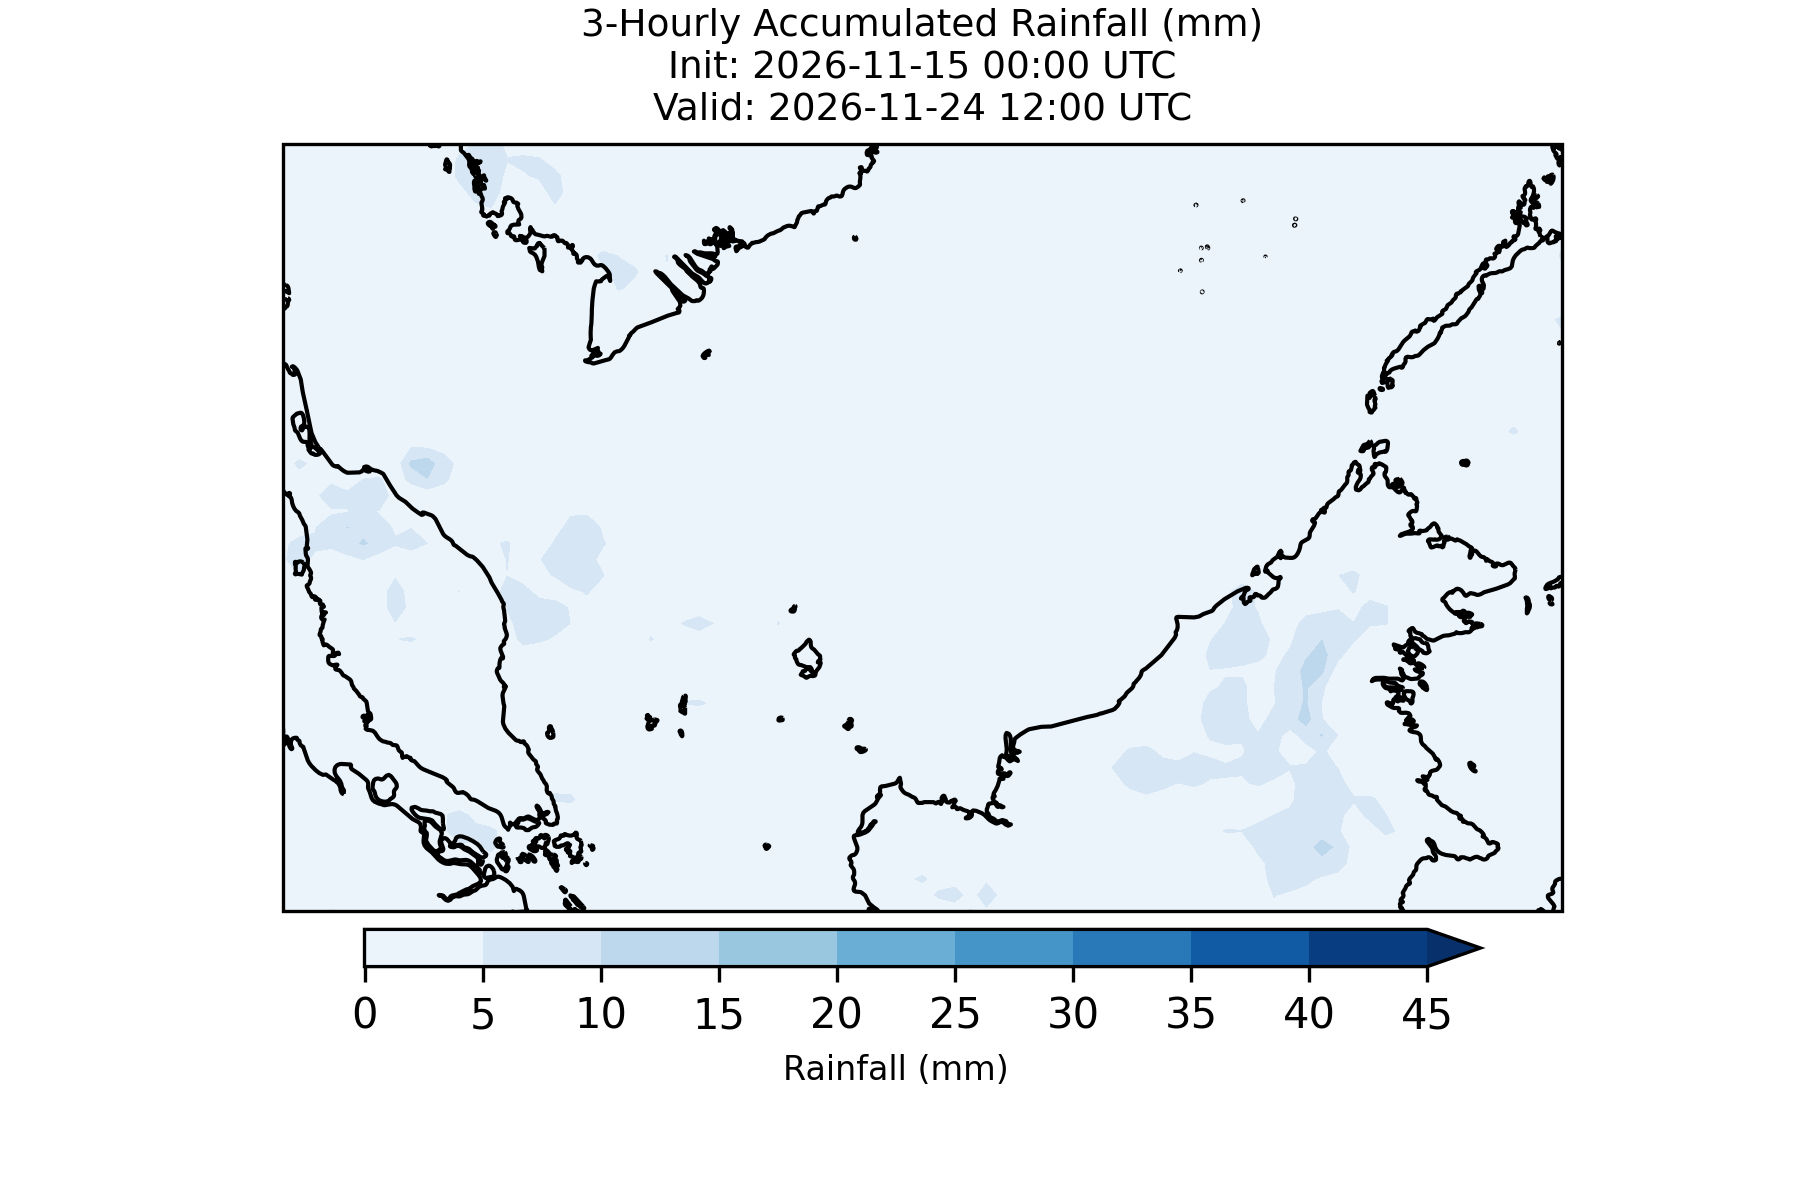 3-Hourly Accumulated Rainfall (mm)
Init: 2026-11-15 00:00 UTC
Valid: 2026-11-24 12:00 UTC
0 5 10 15 20 25 30 35 40 45
Rainfall (mm)